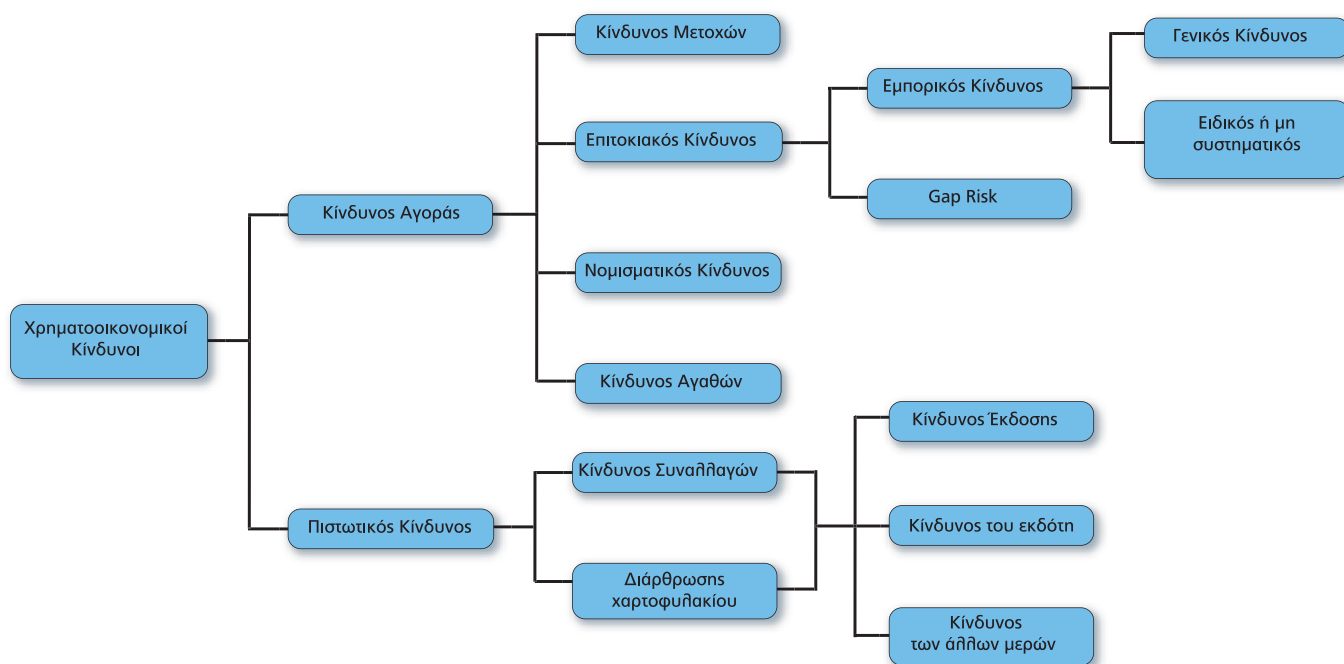 Κίνδυνος Μετοχών
Γενικός Κίνδυνος
Εμπορικός Κίνδυνος
Ειδικός ή μη
συστηματικός
Επιτοκιακός Κίνδυνος
Gap Risk
Κίνδυνος Αγοράς
Νομισματικός Κίνδυνος
Χρηματοοικονομικοί
Κίνδυνοι
Κίνδυνος Αγαθών
Κίνδυνος Έκδοσης
Κίνδυνος Συναλλαγών
Πιστωτικός Κίνδυνος
Κίνδυνος του εκδότη
Διάρθρωσης
χαρτοφυλακίου
Κίνδυνος
των άλλων μερών